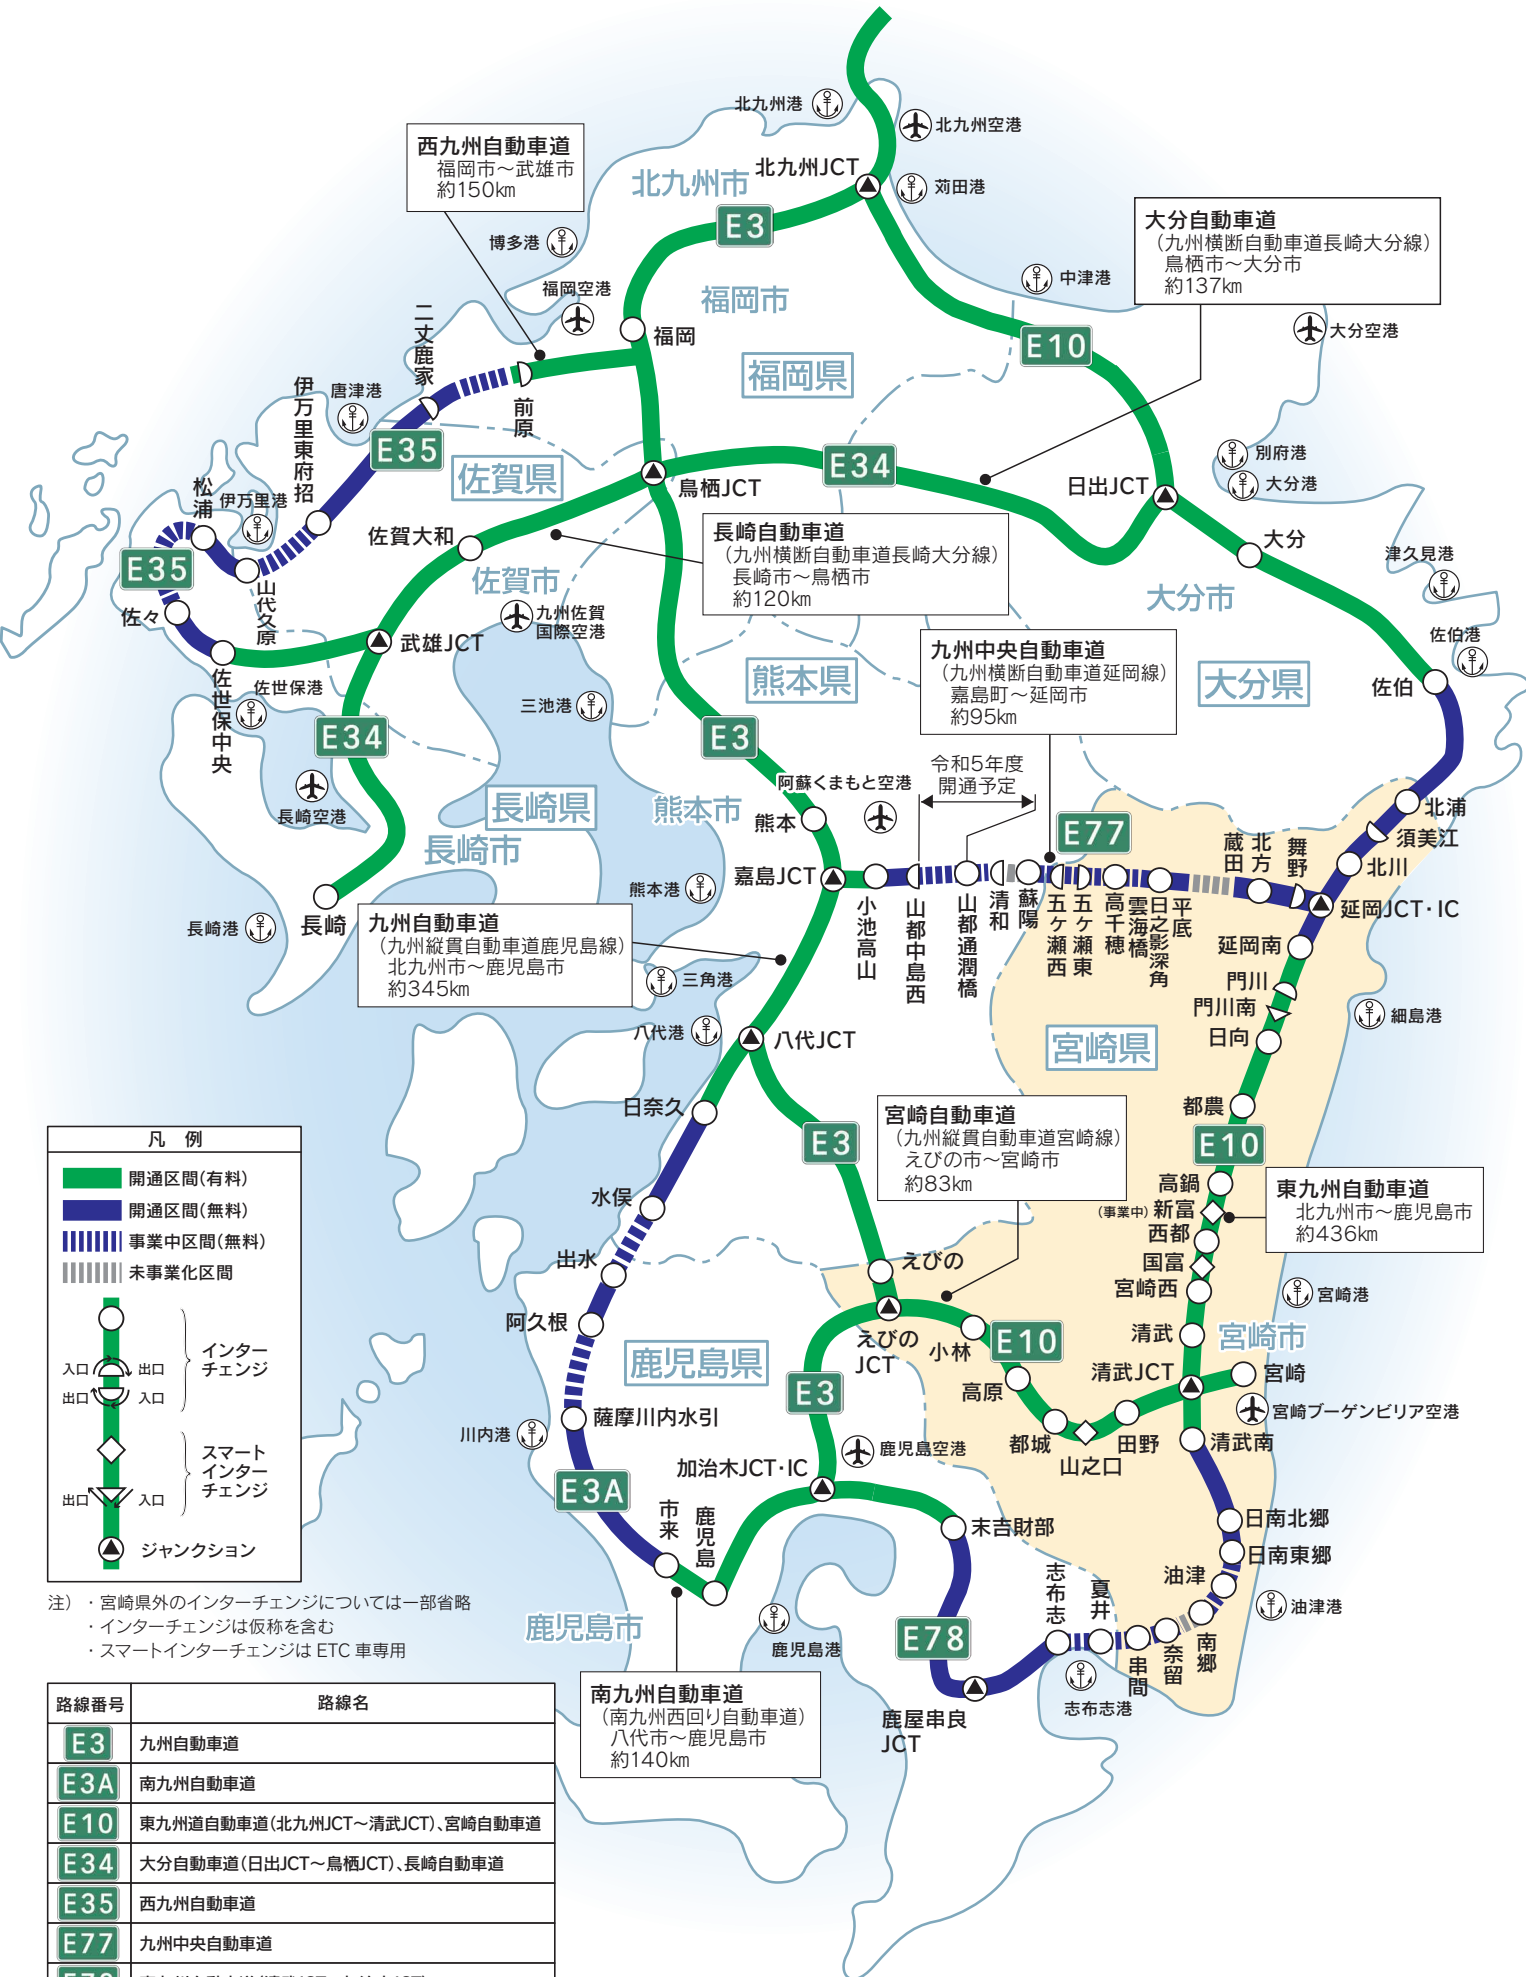 北九州港
北九州空港
西九州自動車道
福岡市～武雄市
約150km
北九州市
北九州JCT
苅田港
E3
大分自動車道
（九州横断自動車道長崎大分線）
鳥栖市～大分市
約137km
博多港
中津港
福岡空港
福岡市
二丈鹿家
福岡
E10
大分空港
福岡県
伊万里東府招
唐津港
前原
E35
佐賀県
E34
別府港
大分港
松浦
伊万里港
鳥栖JCT
日出JCT
佐賀大和
長崎自動車道
（九州横断自動車道長崎大分線）
長崎市～鳥栖市
約120km
大分
津久見港
E35
佐賀市
大分市
山代久原
佐々
九州佐賀
国際空港
武雄JCT
九州中央自動車道
（九州横断自動車道延岡線）
嘉島町～延岡市
約95km
佐伯港
佐世保中央
佐世保港
熊本県
大分県
佐伯
三池港
E34
E3
令和5年度
開通予定
阿蘇くまもと空港
長崎空港
長崎県
熊本市
熊本
E77
北浦
須美江
蔵田
北方
舞野
北川
長崎市
嘉島JCT
熊本港
延岡JCT・IC
小池高山
山都中島西
山都通潤橋
清和
蘇陽
五ヶ瀬西
五ヶ瀬東
高千穂
雲海橋
日之影深角
平底
長崎港
長崎
九州自動車道
（九州縦貫自動車道鹿児島線）
北九州市～鹿児島市
約345km
延岡南
門川
三角港
門川南
細島港
八代港
八代JCT
日向
宮崎県
日奈久
都農
宮崎自動車道
（九州縦貫自動車道宮崎線）
えびの市～宮崎市
約83km
E3
E10
凡　例
開通区間(有料)
開通区間(無料)
事業中区間(無料)
未事業化区間
入口
出口
出口
入口
インター
チェンジ
スマート
インター
チェンジ
出口
入口
ジャンクション
高鍋
(事業中)新富
西都
東九州自動車道
北九州市～鹿児島市
約436km
水俣
国富
出水
えびの
宮崎西
宮崎港
阿久根
えびの
JCT
小林
E10
清武
宮崎市
鹿児島県
清武JCT
宮崎
E3
高原
薩摩川内水引
宮崎ブーゲンビリア空港
川内港
都城
山之口
田野
清武南
鹿児島空港
加治木JCT・IC
E3A
市来
鹿児島
末吉財部
日南北郷
日南東郷
志布志
夏井
油津
油津港
鹿児島市
鹿児島港
E78
串間
奈留
南郷
志布志港
鹿屋串良
JCT
南九州自動車道
（南九州西回り自動車道）
八代市～鹿児島市
約140km
注）・宮崎県外のインターチェンジについては一部省略
・インターチェンジは仮称を含む
・スマートインターチェンジは ETC 車専用
路線番号　路線名
E3　九州自動車道
E3A　南九州自動車道
E10　東九州道自動車道(北九州JCT～清武JCT)、宮崎自動車道
E34　大分自動車道(日出JCT～鳥栖JCT)、長崎自動車道
E35　西九州自動車道
E77　九州中央自動車道